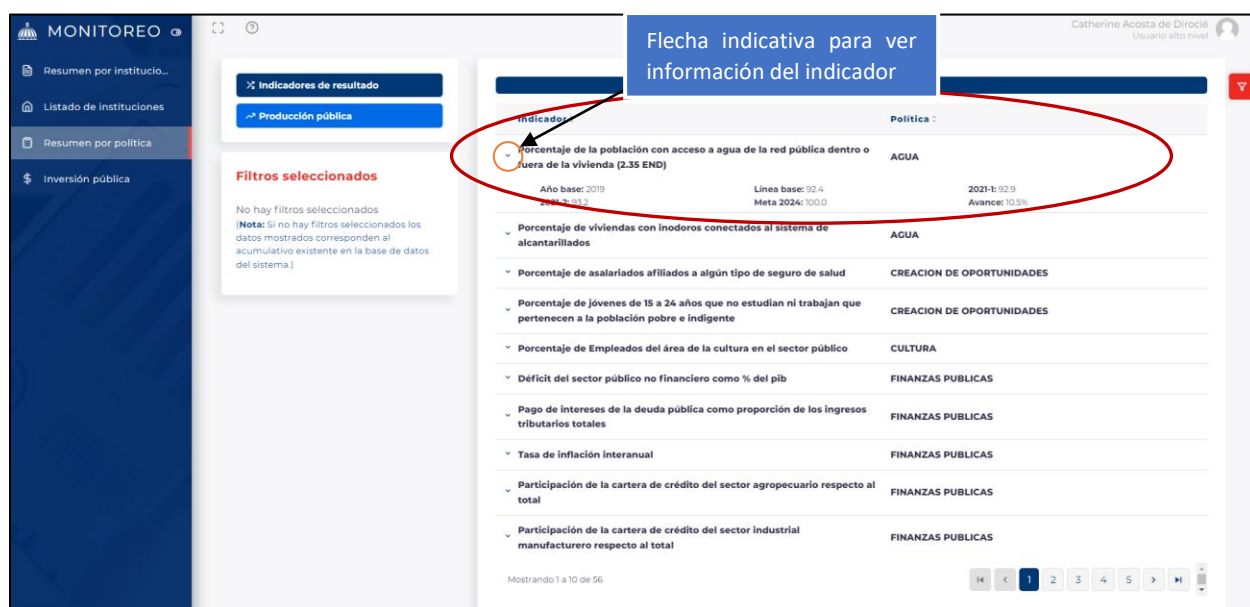 MONITOREO
Resumen por institucio...
Listado de instituciones
Resumen por política
Inversión pública
Catherine Acosta de Dirocié
Usuario alto nivel
Flecha indicativa para ver
información del indicador
Indicadores de resultado
Producción pública
Filtros seleccionados
No hay filtros seleccionados
(Nota: Si no hay filtros seleccionados los
datos mostrados corresponden al
acumulativo existente en la base de datos
del sistema.)
Indicador
Política
Porcentaje de la población con acceso a agua de la red pública dentro o
fuera de la vivienda (2.35 END)
AGUA
Año base: 2019
Línea base: 92.4
2021-1: 92.9
2021-2: 93.2
Meta 2024: 100.0
Avance: 10.5%
Porcentaje de viviendas con inodoros conectados al sistema de
alcantarillados
AGUA
Porcentaje de asalariados afiliados a algún tipo de seguro de salud
CREACION DE OPORTUNIDADES
Porcentaje de jóvenes de 15 a 24 años que no estudian ni trabajan que
pertenecen a la población pobre e indigente
CREACION DE OPORTUNIDADES
Porcentaje de Empleados del área de la cultura en el sector público
CULTURA
Déficit del sector público no financiero como % del pib
FINANZAS PUBLICAS
Pago de intereses de la deuda pública como proporción de los ingresos
tributarios totales
FINANZAS PUBLICAS
Tasa de inflación interanual
FINANZAS PUBLICAS
Participación de la cartera de crédito del sector agropecuario respecto al
total
FINANZAS PUBLICAS
Participación de la cartera de crédito del sector industrial
manufacturero respecto al total
FINANZAS PUBLICAS
Mostrando 1 a 10 de 56
1 2 3 4 5